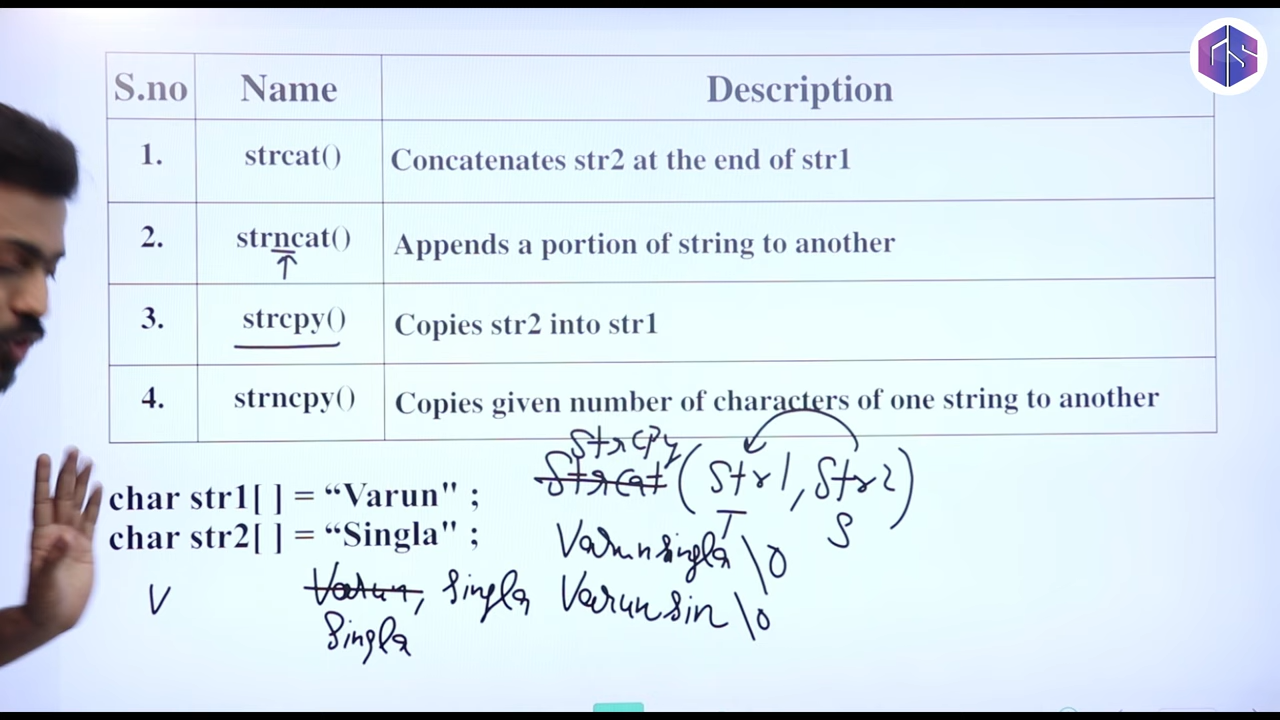 S.no Name Description
1. strcat() Concatenates str2 at the end of str1
2. strncat() Appends a portion of string to another
3. strcpy() Copies str2 into str1
4. strncpy() Copies given number of characters of one string to another
Strcpy
Strcat (Str1, Str2)
T S
char str1[ ] = “Varun" ;
char str2[ ] = “Singla" ;
Varunsingla \0
V Varun, Singla Varunsin \0
Singla